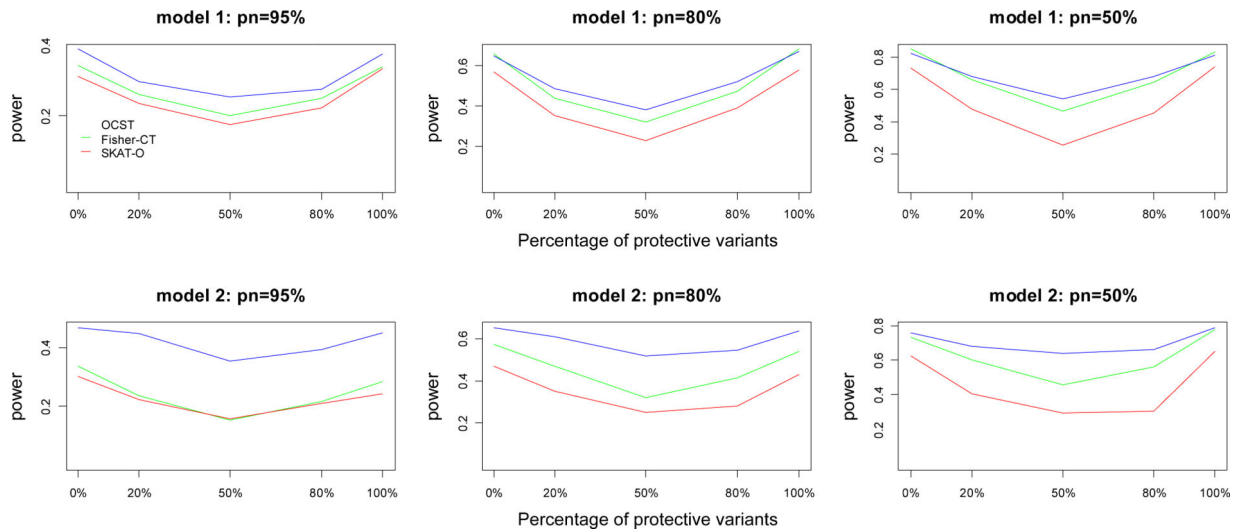 model 1: pn=95%
model 1: pn=80%
model 1: pn=50%
power
0.2
0.4
OCST
Fisher-CT
SKAT-O
0%
20%
50%
80%
100%
power
0.2
0.4
0.6
0%
20%
50%
80%
100%
Percentage of protective variants
power
0.2
0.4
0.6
0.8
0%
20%
50%
80%
100%
model 2: pn=95%
model 2: pn=80%
model 2: pn=50%
power
0.2
0.4
0%
20%
50%
80%
100%
power
0.2
0.4
0.6
0%
20%
50%
80%
100%
Percentage of protective variants
power
0.2
0.4
0.6
0.8
0%
20%
50%
80%
100%